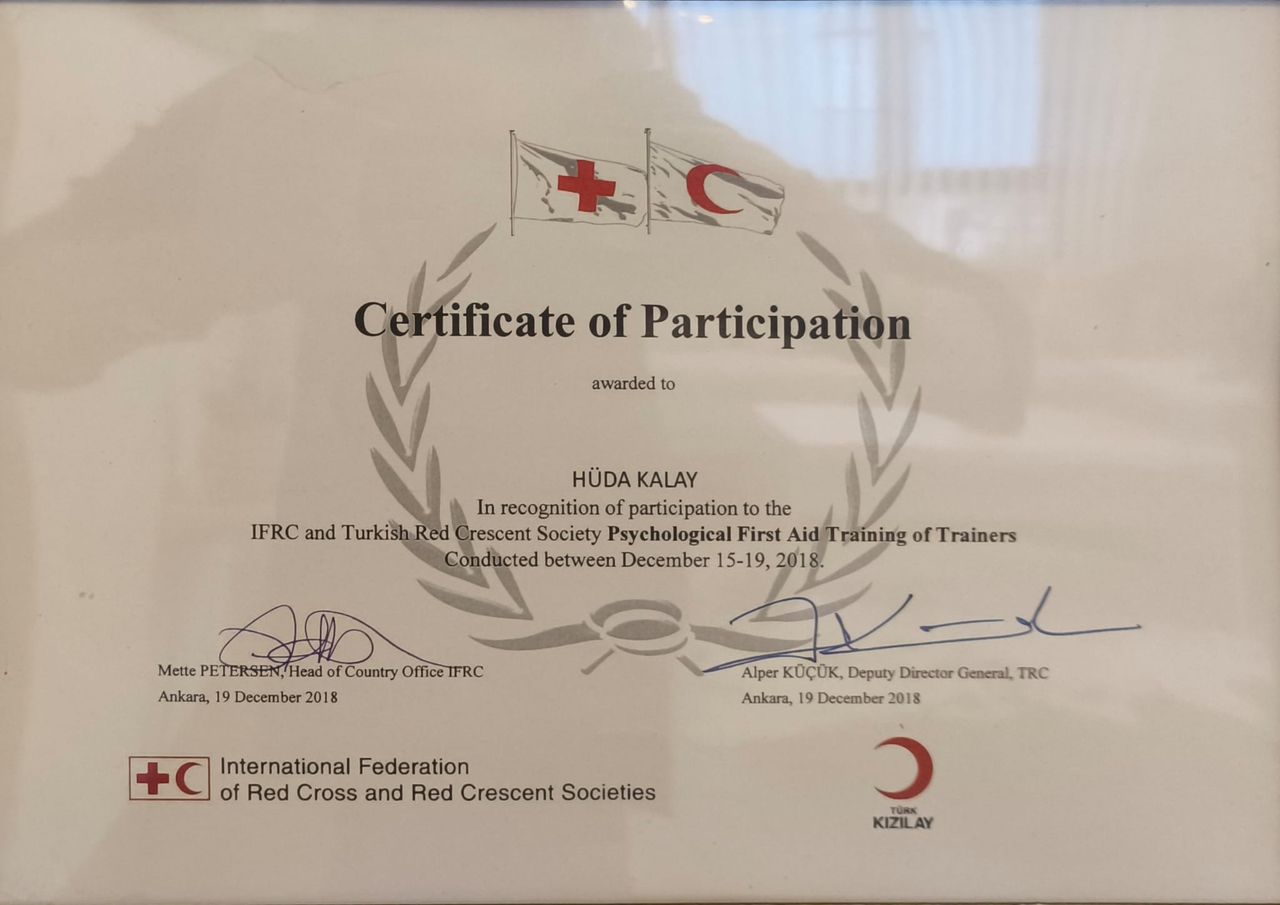 Certificate of Participation
awarded to
HÜDA KALAY
In recognition of participation to the
IFRC and Turkish Red Crescent Society Psychological First Aid Training of Trainers
Conducted between December 15-19, 2018.
Mette PETERSEN, Head of Country Office IFRC
Ankara, 19 December 2018
Alper KÜÇÜK, Deputy Director General, TRC
Ankara, 19 December 2018
International Federation
of Red Cross and Red Crescent Societies
TÜRK
KIZILAY